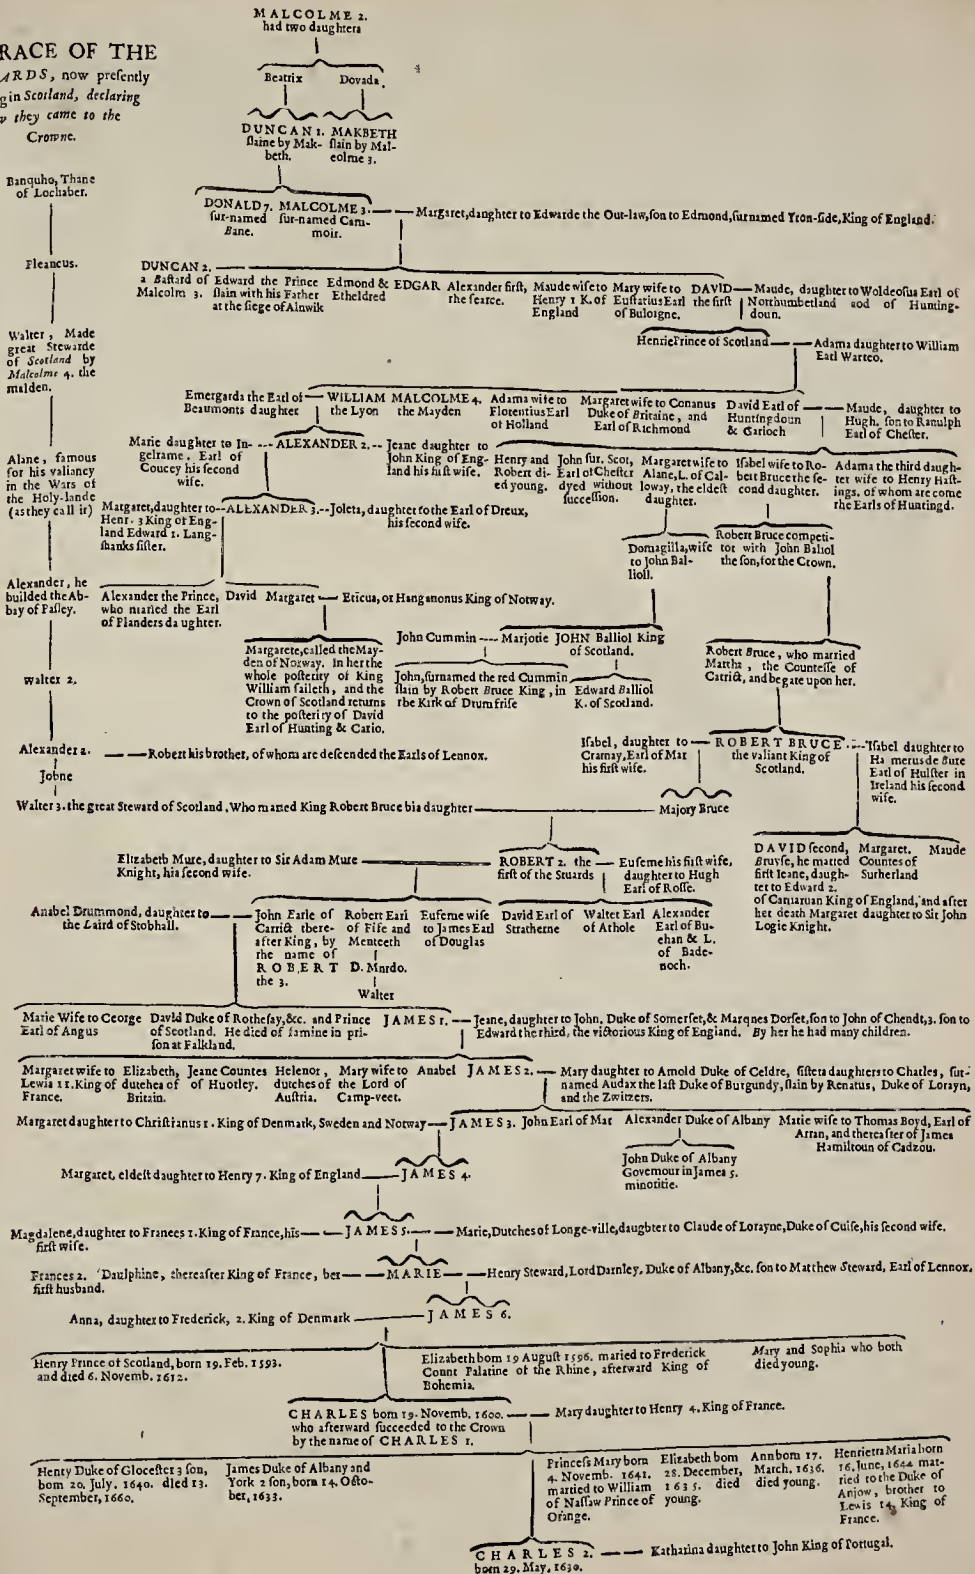 MALCOLME 2.
had two daughters
RACE OF THE
ARDS, now presently
g in Scotland, declaring
they came to the
Crowne.
Beatrix
Dovada.
DUNCAN 1.
slaine by Mak-
beth.
MAKBETH
slain by Mal-
colme 3.
Banquho, Thane
of Lochaber.
DONALD 7.
sur-named
Bane.
MALCOLME 3.
sur-named Cam-
moir.
Margaret, daughter to Edwarde the Out-law, son to Edmond, surnamed Yron-side, King of England.
Fleancus.
DUNCAN 2.
a Bastard of
Malcolm 3.
Edward the Prince
slain with his Father
at the siege of Alnwik
Edmond &
Etheldred
EDGAR
Alexander first,
the fearce.
Maude wife to
Henry 1 K. of
England
Mary wife to
Eustatius Earl
of Buloigne.
DAVID
the first
Maude, daughter to Woldeosius Earl of
Northumbetland aod of Hunting-
doun.
Walter, Made
great Stewarde
of Scotland by
Malcolme 4. the
maiden.
Henrie Prince of Scotland
Adama daughter to William
Eatl Warreo.
Emergarda the Earl of
Beaumonts daughter
WILLIAM
the Lyon
MALCOLME 4.
the Mayden
Adama wife to
Florentius Earl
of Holland
Margaret wife to Conanus
Duke of Britaine, and
Earl of Richmond
David Earl of
Huntingdoun
& Garioch
Maude, daughter to
Hugh, son to Ranulph
Earl of Chester.
Alane, famous
for his valiancy
in the Wars of
the Holy-lande
(as they call it)
Marie daughter to In-
gelrame, Earl of
Coucey his second
wife.
ALEXANDER 2.
Jeane daughter to
John King of Eng-
land his first wife.
Henry and
Robert di-
ed young.
John sur. Scot,
Earl of Chester
dyed without
succession.
Margaret wife to
Alane, L. of Cal-
loway, the eldest
daughter.
Isabel wife to Ro-
bert Bruce the se-
cond daughter.
Adama the third daugh-
ter wife to Henry Hast-
ings, of whom are come
the Earls of Huntingd.
Margaret, daughter to
Henr. 3 King of Eng-
land Edward 1. Lang-
shanks sister.
ALEXANDER 3.
Joleta, daughter to the Earl of Dreux,
his second wife.
Domagilla, wife
to John Bal-
lioll.
Robert Bruce competi-
tor with John Baliol
the son, for the Crown.
Alexander, he
builded the Ab-
bay of Pasley.
Alexander the Prince,
who maried the Earl
of Flanders da ughter.
David
Margaret
Eticua, or Hanganonus King of Notway.
Margarete, called the May-
den of Norway. In her the
whole posterity of King
William faileth, and the
Crown of Scotland returns
to the posterity of David
Earl of Hunting & Cario.
John Cummin
Marjotie
JOHN Balliol King
of Scotland.
John, surnamed the red Cummin
slain by Robert Bruce King, in
the Kirk of Drumfrise
Edward Balliol
K. of Scotland.
Robert Bruce, who married
Martha, the Countesse of
Catrict, and begate upon her.
Walter 2.
Alexander 2.
Robert his brother, of whom are descended the Earls of Lennox.
Isabel, daughter to
Cramay, Earl of Mar
his first wife.
ROBERT BRUCE
the valiant King of
Scotland.
Isabel daughter to
Ha merus de Bure
Earl of Hulster in
Ireland his second
wife.
Johne
Walter 3. the great Steward of Scotland, Who maried King Robert Bruce bis daughter
Majory Bruce
Elizabeth Mure, daughter to Sir Adam Mure
Knight, his second wife.
ROBERT 2. the
first of the Stuards
Eufeme his first wife,
daughter to Hugh
Earl of Rosse.
DAVID second,
Bruyse, he matied
first Ieane, daugh-
ter to Edward 2.
of Camaruan King of England, and after
her death Margaret daughter to Sit John
Logie Knight.
Margaret.
Countes of
Surherland
Maude
Anabel Drummond, daughter to
the Laird of Stobhall.
John Earle of
Carrict there-
after King, by
the name of
ROBERT
the 3.
Robert Earl
of Fife and
Menteeth
D. Mardo.
Walter
Eufeme wife
to James Earl
of Douglas
David Earl of
Stratherne
Walter Earl
of Athole
Alexander
Earl of Bu-
ehan & L.
of Bade-
noch.
Marie Wife to George
Earl of Angus
David Duke of Rothesay, &c. and Prince
of Scotland. He died of famine in pri-
son at Falkland.
JAMES 1.
Jeane, daughter to John, Duke of Somerset, & Marques Dorset, son to John of Chendt, 3. son to
Edward the rhird, the victorious King of England. By her he had many children.
Margaret wife to
Lewis 11. King of
France.
Elizabeth,
dutches of
Britain.
Jeane Countes
of Huotley.
Helenor,
dutches of
Austria.
Mary wife to
the Lord of
Camp-veet.
Anabel
JAMES 2.
Mary daughter to Arnold Duke of Celdre, sisters daughters to Charles, sur-
named Audax the last Duke of Burgundy, slain by Renatus, Duke of Lorayn,
and the Zwitzers.
Margaret daughter to Christianus 1. King of Denmark, Sweden and Notway
JAMES 3.
John Earl of Mat
Alexander Duke of Albany
Matie wife to Thomas Boyd, Earl of
Arran, and thereafter of James
Hamiltoun of Cadzou.
John Duke of Albany
Governour in James 5.
minoritie.
Margaret, eldest daughter to Henry 7. King of England
JAMES 4.
Magdalene, daughter to Frances 1. King of France, his
first wife.
JAMES 5.
Marie, Dutches of Longe-ville, daughter to Claude of Lorayne, Duke of Cuise, his second wife.
Frances 2. Daulphine, thereafter King of France, her
first husband.
MARIE
Henry Steward, Lord Darnley, Duke of Albany, &c. son to Matthew Steward, Earl of Lennox.
Anna, daughter to Frederick, 2. King of Denmark
JAMES 6.
Henry Prince of Scotland, born 19. Feb. 1593.
and died 6. Novemb. 1612.
Elizabeth born 19 August 1596. maried to Frederick
Count Palatine of the Rhine, afterward King of
Bohemia.
Mary and Sophia who both
died young.
CHARLES born 19. Novemb. 1600.
who afterward succeeded to the Crown
by the name of CHARLES 1.
Mary daughter to Henry 4. King of France.
Henty Duke of Glocester 3 son,
born 20. July. 1640. died 13.
September, 1660.
James Duke of Albany and
York 2 son, born 14. Octo-
ber, 1633.
Princess Mary born
4. Novemb. 1641.
martied to William
of Nassaw Prince of
Orange.
Elizabeth born
28. December,
1635. died
young.
Ann born 17.
March. 1636.
died young.
Henrietta Maria born
16. June, 1644 mar-
ried to the Duke of
Anjow, brother to
Lewis 14. King of
France.
CHARLES 2.
born 29. May, 1630.
Katharina daughter to John King of Portugal.